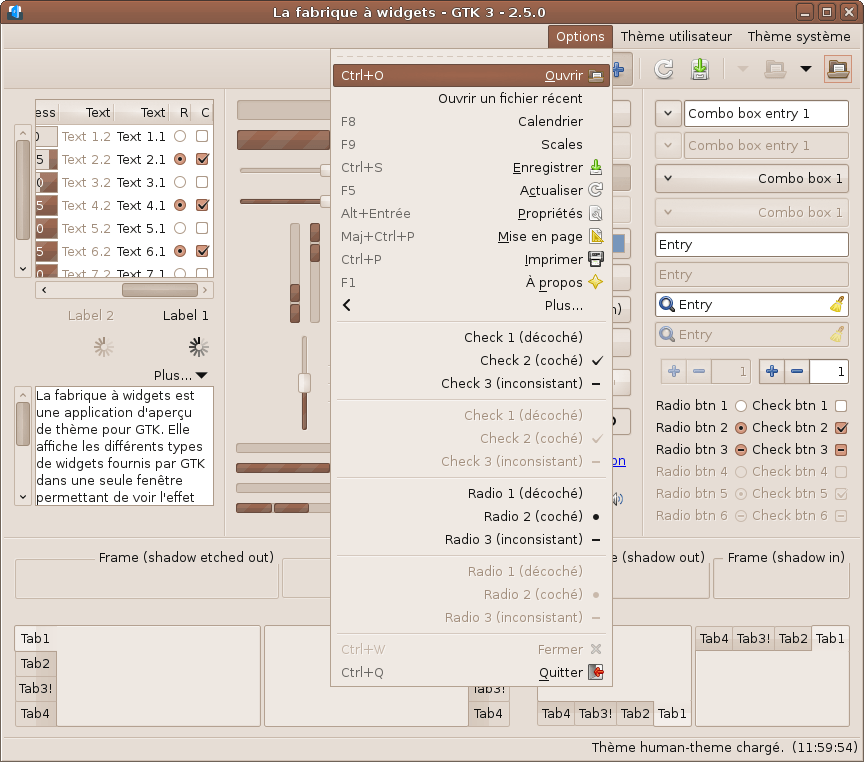 La fabrique à widgets - GTK 3 - 2.5.0
Options Thème utilisateur Thème système
ess Text Text R C
0 Text 1.2 Text 1.1
5 Text 2.2 Text 2.1
0 Text 3.2 Text 3.1
5 Text 4.2 Text 4.1
0 Text 5.2 Text 5.1
5 Text 6.2 Text 6.1
0 Text 7.2 Text 7.1
Label 2 Label 1
Plus...
La fabrique à widgets est
une application d'aperçu
de thème pour GTK. Elle
affiche les différents types
de widgets fournis par GTK
dans une seule fenêtre
permettant de voir l'effet
Ctrl+O Ouvrir
Ouvrir un fichier récent
F8 Calendrier
F9 Scales
Ctrl+S Enregistrer
F5 Actualiser
Alt+Entrée Propriétés
Maj+Ctrl+P Mise en page
Ctrl+P Imprimer
F1 À propos
Plus...
Check 1 (décoché)
Check 2 (coché)
Check 3 (inconsistant)
Check 1 (décoché)
Check 2 (coché)
Check 3 (inconsistant)
Radio 1 (décoché)
Radio 2 (coché)
Radio 3 (inconsistant)
Radio 1 (décoché)
Radio 2 (coché)
Radio 3 (inconsistant)
Ctrl+W Fermer
Ctrl+Q Quitter
on
Combo box entry 1
Combo box entry 1
Combo box 1
Combo box 1
Entry
Entry
Entry
Entry
1 1
Radio btn 1 Check btn 1
Radio btn 2 Check btn 2
Radio btn 3 Check btn 3
Radio btn 4 Check btn 4
Radio btn 5 Check btn 5
Radio btn 6 Check btn 6
Frame (shadow etched out) e (shadow out) Frame (shadow in)
Tab1
Tab2
Tab3!
Tab4
Tab3!
Tab4
Tab4 Tab3! Tab2 Tab1
Tab4 Tab3! Tab2 Tab1
Thème human-theme chargé. (11:59:54)